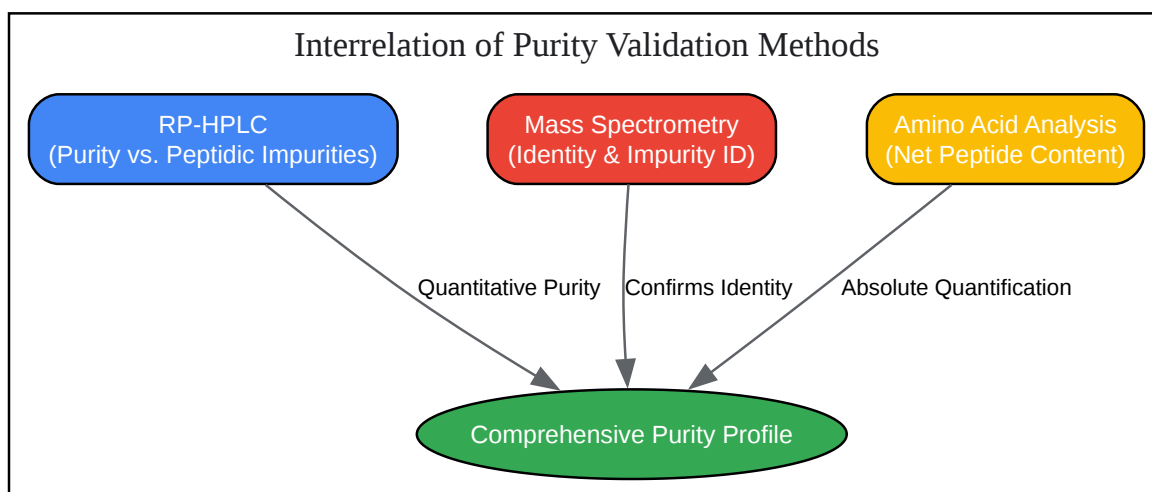 Interrelation of Purity Validation Methods
RP-HPLC
(Purity vs. Peptidic Impurities)
Mass Spectrometry
(Identity & Impurity ID)
Amino Acid Analysis
(Net Peptide Content)
Quantitative Purity
Confirms Identity
Absolute Quantification
Comprehensive Purity Profile